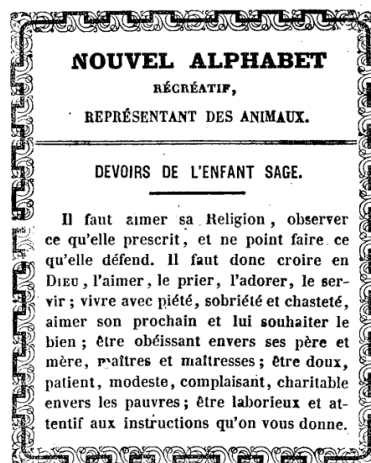 NOUVEL ALPHABET
RÉCRÉATIF,
REPRÉSENTANT DES ANIMAUX.
DEVOIRS DE L'ENFANT SAGE.
Il faut aimer sa Religion, observer
ce qu'elle prescrit, et ne point faire ce
qu'elle défend. Il faut donc croire en
DIEU, l'aimer, le prier, l'adorer, le ser-
vir; vivre avec piété, sobriété et chasteté,
aimer son prochain et lui souhaiter le
bien; être obéissant envers ses père et
mère, maîtres et maîtresses; être doux,
patient, modeste, complaisant, charitable
envers les pauvres; être laborieux et at-
tentif aux instructions qu'on vous donne.